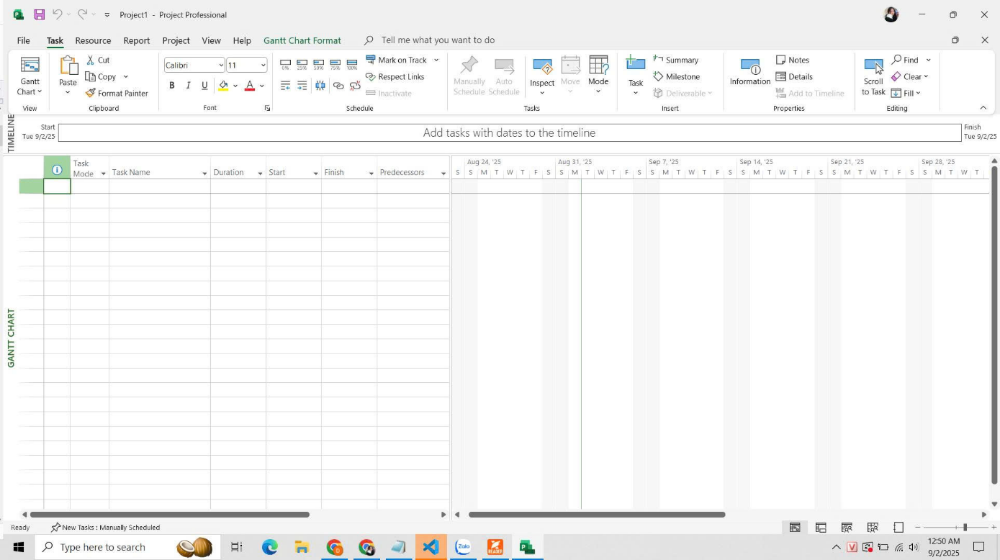 Project1 - Project Professional
File Task Resource Report Project View Help Gantt Chart Format Tell me what you want to do
Gantt Chart
View
Paste
Cut
Copy
Format Painter
Clipboard
Calibri 11
B I U A
Font
0% 25% 50% 75% 100%
Mark on Track
Respect Links
Inactivate
Schedule
Manually Schedule
Auto Schedule
Inspect
Move
Mode
Tasks
Task
Summary
Milestone
Deliverable
Insert
Information
Notes
Details
Add to Timeline
Properties
Scroll to Task
Find
Clear
Fill
Editing
TIMELINE
Start
Tue 9/2/25
Add tasks with dates to the timeline
Finish
Tue 9/2/25
Task Mode Task Name Duration Start Finish Predecessors
Aug 24, '25 Aug 31, '25 Sep 7, '25 Sep 14, '25 Sep 21, '25 Sep 28, '25
S S M T W T F S S M T W T F S S M T W T F S S M T W T F S S M T W T F S S M T W T
GANTT CHART
Ready New Tasks : Manually Scheduled
Type here to search
Zalo
READER
V
12:50 AM
9/2/2025